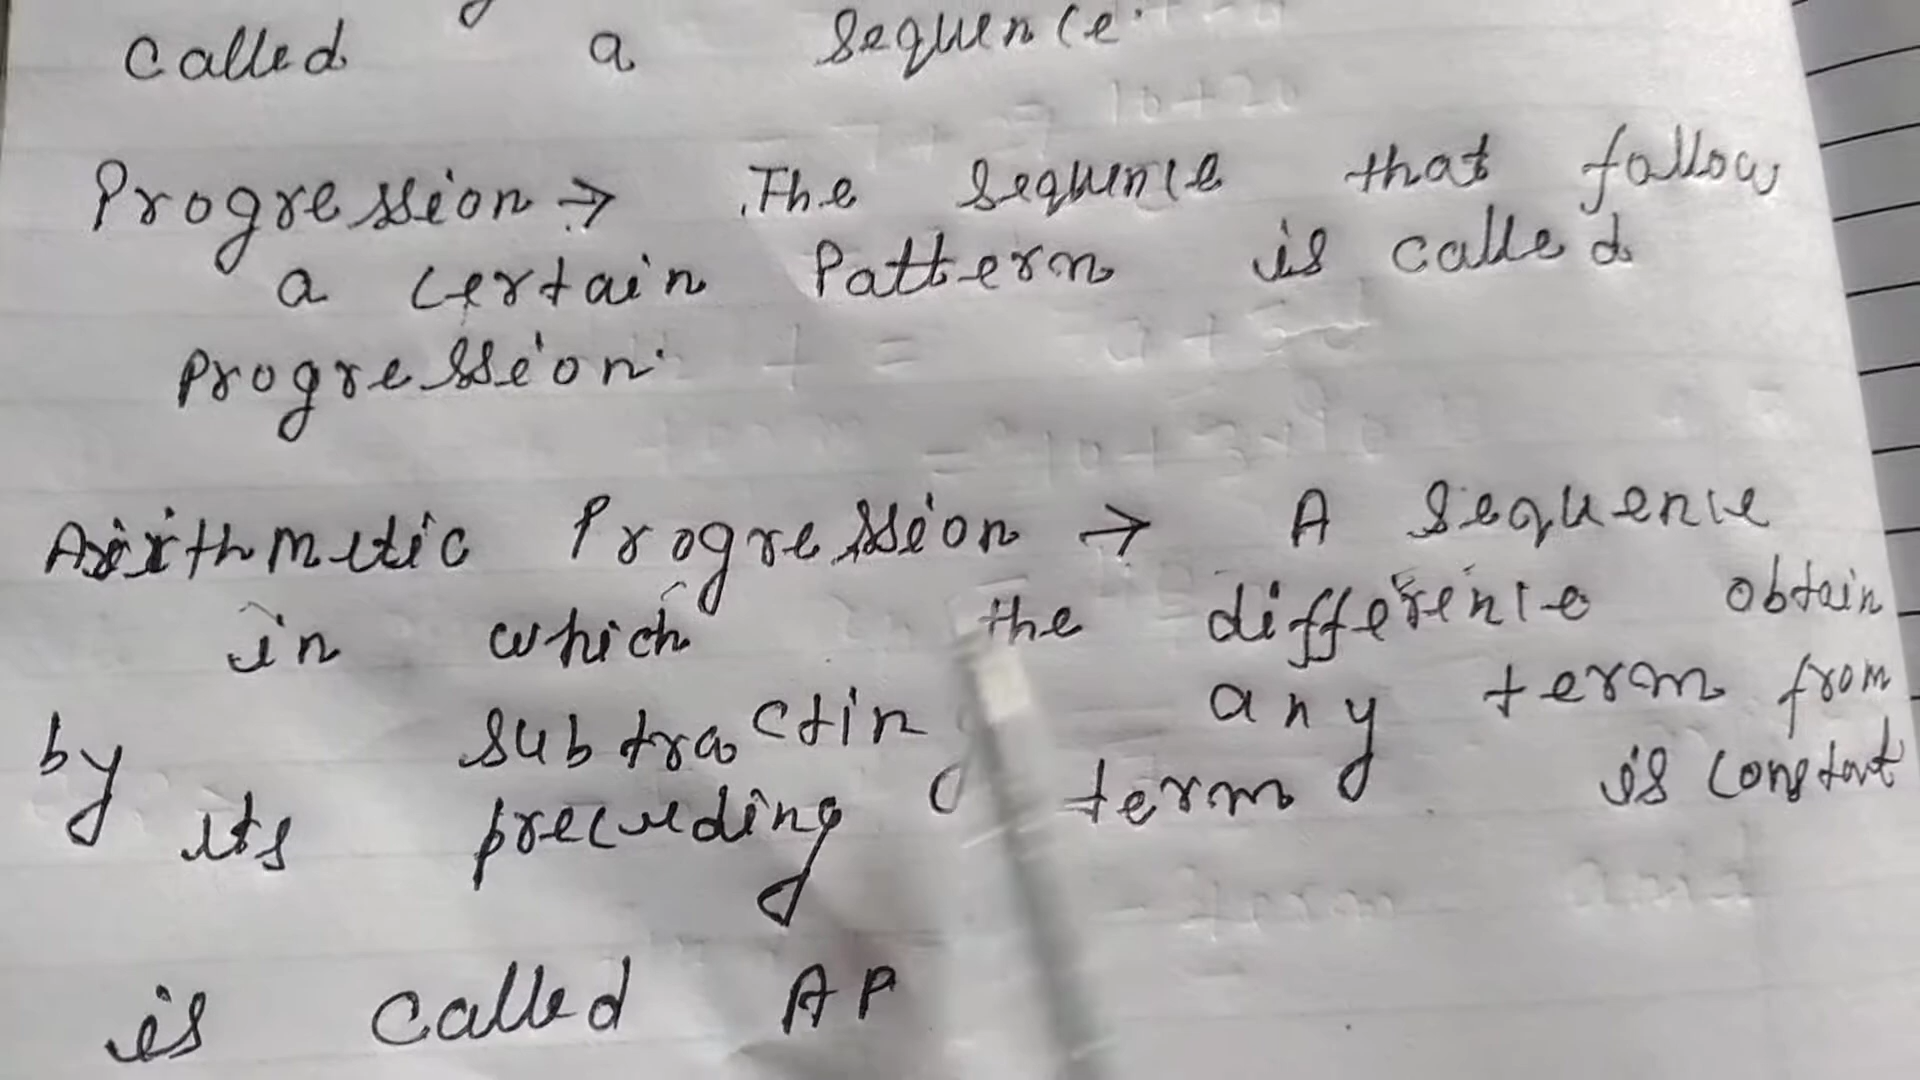 called a sequence.
Progression → The sequence that follow
a certain Pattern is called
progression.
Arithmetic Progression → A sequence
in which the difference obtain
by subtracting any term from
its preceding term is constant
is called AP